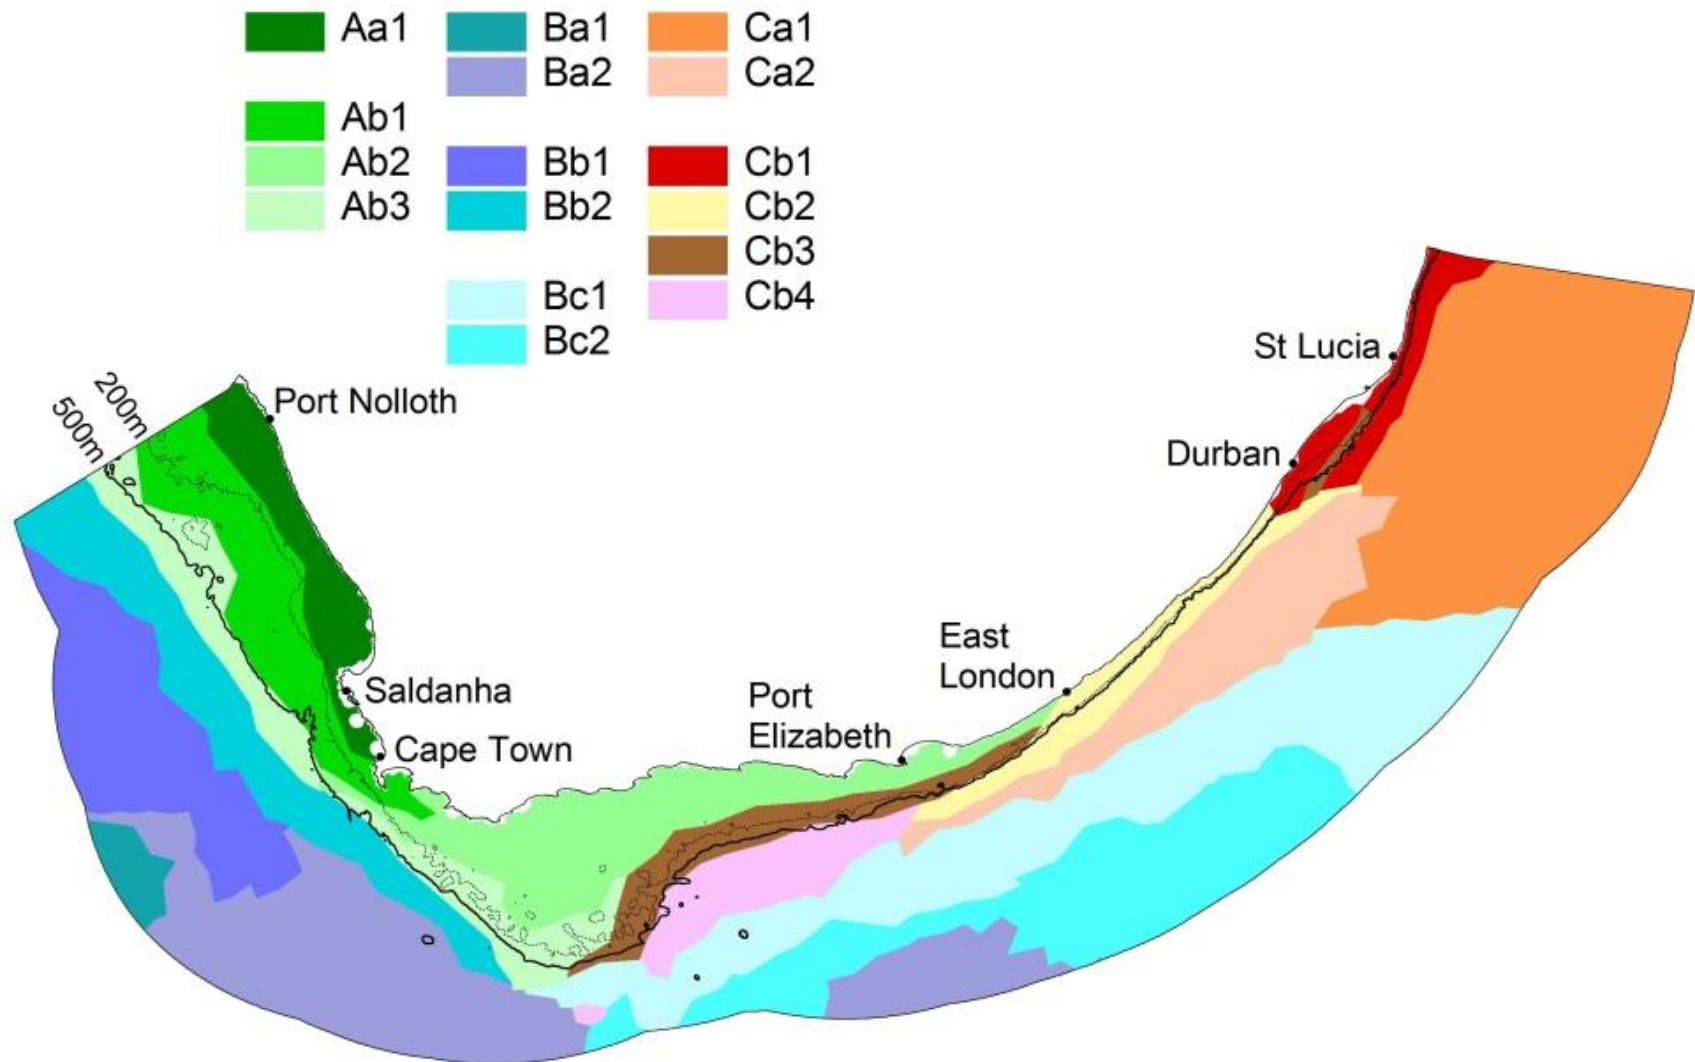 Aa1 Ba1 Ca1
Ba2 Ca2
Ab1
Ab2 Bb1 Cb1
Ab3 Bb2 Cb2
Cb3
Bc1 Cb4
Bc2
St Lucia
200m
500m
Port Nolloth
Durban
East
London
Saldanha
Port
Elizabeth
Cape Town